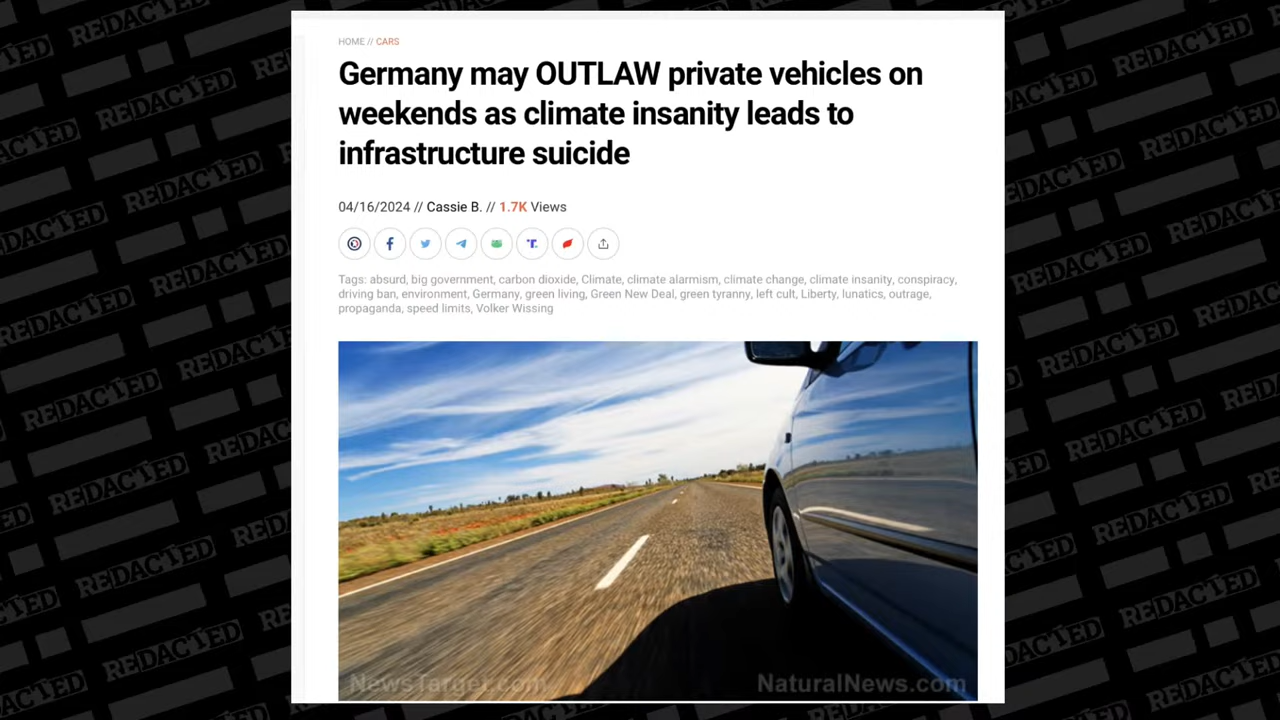 HOME // CARS
Germany may OUTLAW private vehicles on
weekends as climate insanity leads to
infrastructure suicide
04/16/2024 // Cassie B. // 1.7K Views
Tags: absurd, big government, carbon dioxide, Climate, climate alarmism, climate change, climate insanity, conspiracy,
driving ban, environment, Germany, green living, Green New Deal, green tyranny, left cult, Liberty, lunatics, outrage,
propaganda, speed limits, Volker Wissing
NewsTarget.com
NaturalNews.com
REDACTED